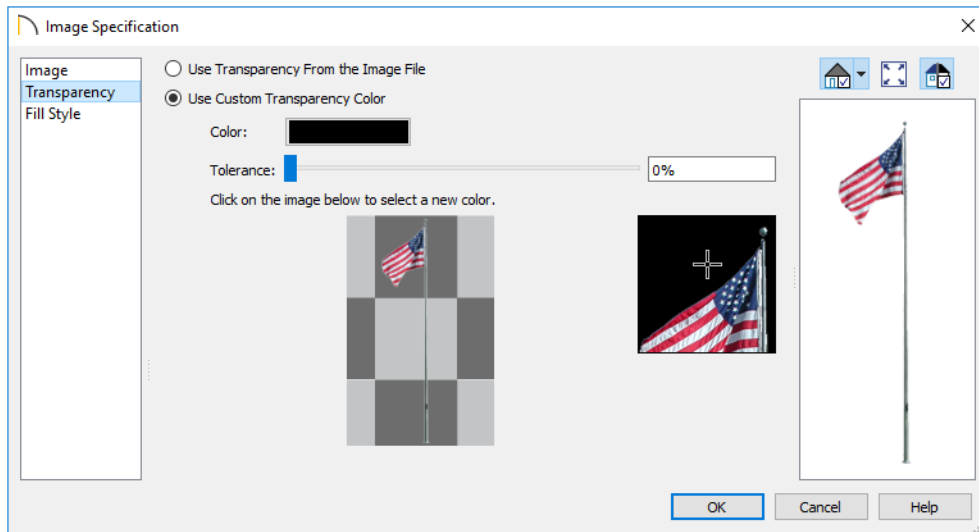 Image Specification
Image
Transparency
Fill Style
Use Transparency From the Image File
Use Custom Transparency Color
Color:
Tolerance:
0%
Click on the image below to select a new color.
OK
Cancel
Help